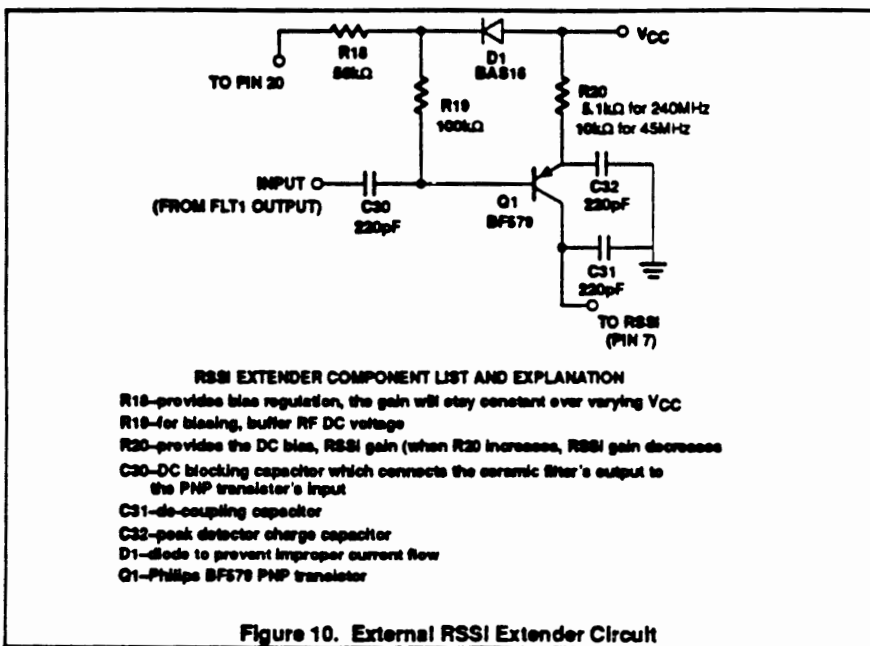 R18
56kΩ
TO PIN 20
D1
BAS16
VCC
R19
100kΩ
R20
5.1kΩ for 240MHz
10kΩ for 45MHz
INPUT
(FROM FLT1 OUTPUT)
C30
220pF
Q1
BF579
C32
220pF
C31
220pF
TO RSSI
(PIN 7)
RSSI EXTENDER COMPONENT LIST AND EXPLANATION
R18–provides bias regulation, the gain will stay constant over varying VCC
R19–for biasing, buffer RF DC voltage
R20–provides the DC bias, RSSI gain (when R20 increases, RSSI gain decreases
C30–DC blocking capacitor which connects the ceramic filter's output to
the PNP transistor's input
C31–de-coupling capacitor
C32–peak detector charge capacitor
D1–diode to prevent improper current flow
Q1–Philips BF579 PNP transistor
Figure 10. External RSSI Extender Circuit